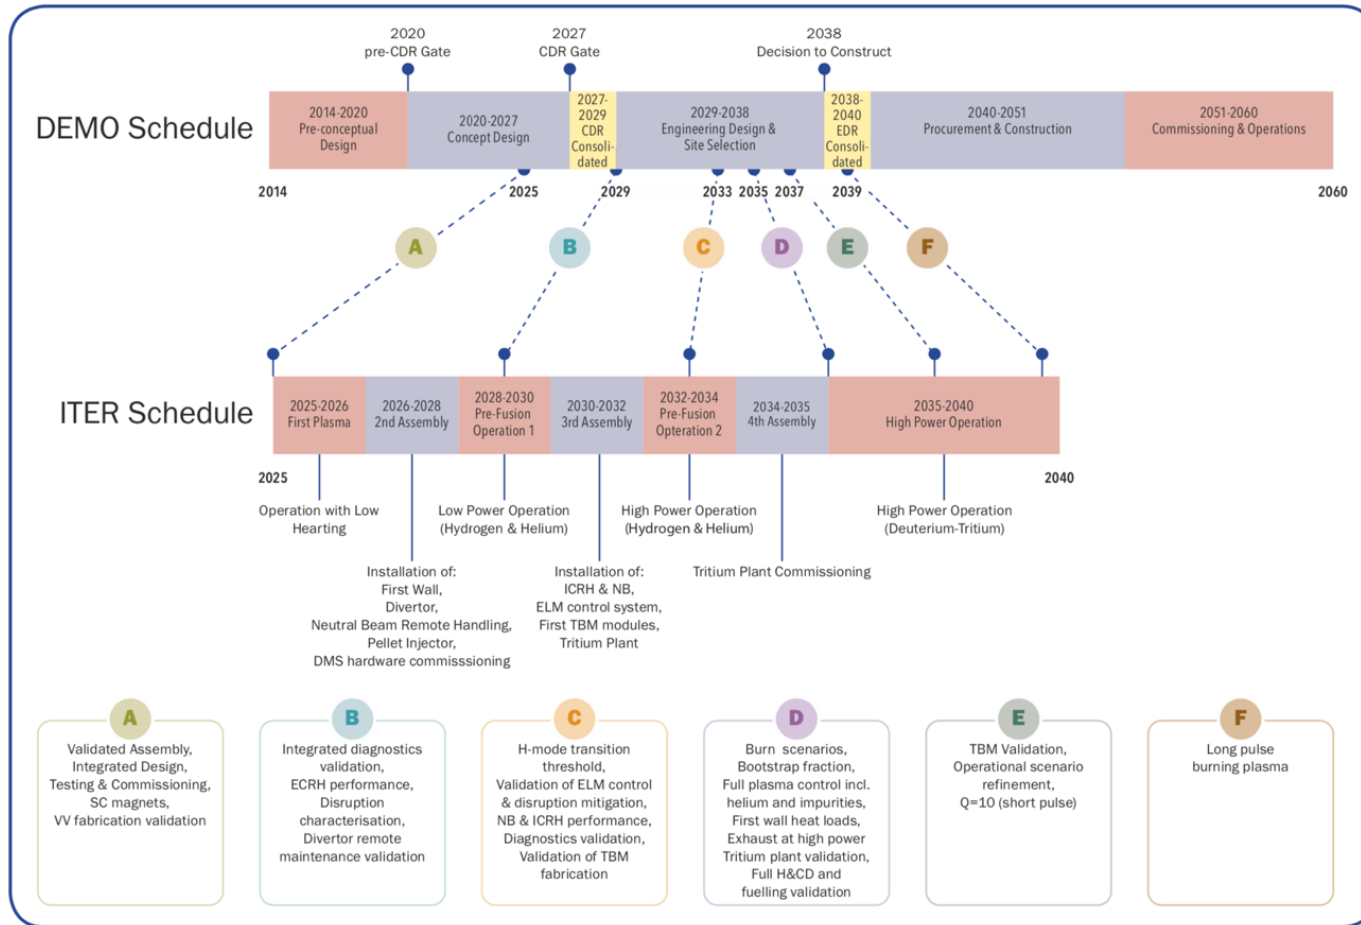 2020
pre-CDR Gate
2027
CDR Gate
2038
Decision to Construct
DEMO Schedule
2014-2020
Pre-conceptual
Design
2020-2027
Concept Design
2027-
2029
CDR
Consoli-
dated
2029-2038
Engineering Design &
Site Selection
2038-
2040
EDR
Consoli-
dated
2040-2051
Procurement & Construction
2051-2060
Commissioning & Operations
2014
2025
2029
2033
2035
2037
2039
2060
A
B
C
D
E
F
ITER Schedule
2025-2026
First Plasma
2026-2028
2nd Assembly
2028-2030
Pre-Fusion
Operation 1
2030-2032
3rd Assembly
2032-2034
Pre-Fusion
Opteration 2
2034-2035
4th Assembly
2035-2040
High Power Operation
2025
2040
Operation with Low
Hearting
Low Power Operation
(Hydrogen & Helium)
High Power Operation
(Hydrogen & Helium)
High Power Operation
(Deuterium-Tritium)
Installation of:
First Wall,
Divertor,
Neutral Beam Remote Handling,
Pellet Injector,
DMS hardware commisssioning
Installation of:
ICRH & NB,
ELM control system,
First TBM modules,
Tritium Plant
Tritium Plant Commissioning
A
Validated Assembly,
Integrated Design,
Testing & Commissioning,
SC magnets,
VV fabrication validation
B
Integrated diagnostics
validation,
ECRH performance,
Disruption
characterisation,
Divertor remote
maintenance validation
C
H-mode transition
threshold,
Validation of ELM control
& disruption mitigation,
NB & ICRH performance,
Diagnostics validation,
Validation of TBM
fabrication
D
Burn scenarios,
Bootstrap fraction,
Full plasma control incl.
helium and impurities,
First wall heat loads,
Exhaust at high power
Tritium plant validation,
Full H&CD and
fuelling validation
E
TBM Validation,
Operational scenario
refinement,
Q=10 (short pulse)
F
Long pulse
burning plasma